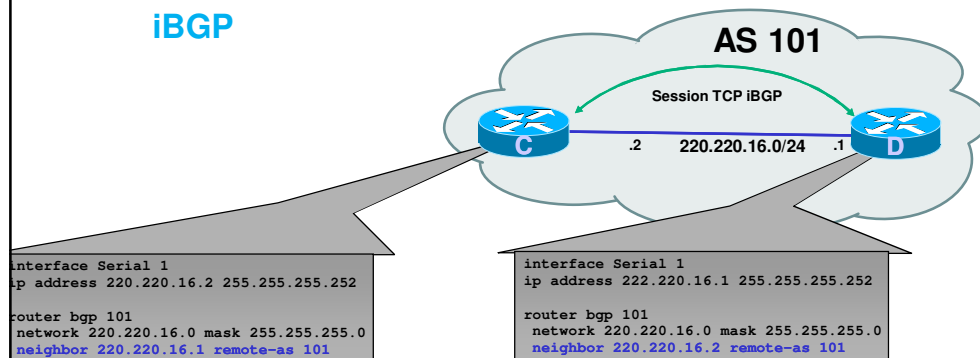 iBGP
AS 101
Session TCP iBGP
C
.2
220.220.16.0/24
.1
D
interface Serial 1
ip address 220.220.16.2 255.255.255.252
router bgp 101
network 220.220.16.0 mask 255.255.255.0
neighbor 220.220.16.1 remote-as 101
interface Serial 1
ip address 222.220.16.1 255.255.255.252
router bgp 101
network 220.220.16.0 mask 255.255.255.0
neighbor 220.220.16.2 remote-as 101